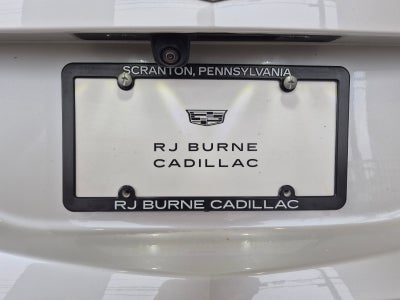 SCRANTON, PENNSYLVANIA
RJ BURNE
CADILLAC
RJ BURNE CADILLAC